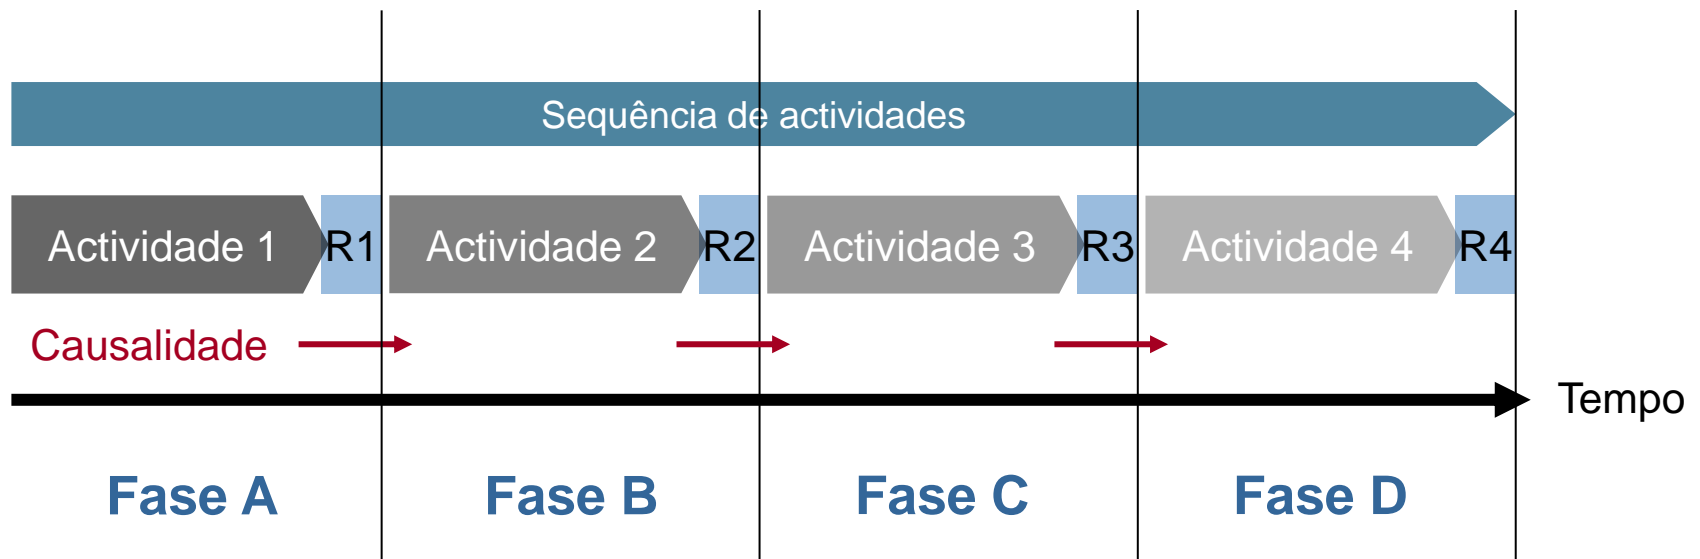 Sequência de actividades
Actividade 1 R1 Actividade 2 R2 Actividade 3 R3 Actividade 4 R4
Causalidade
Tempo
Fase A Fase B Fase C Fase D